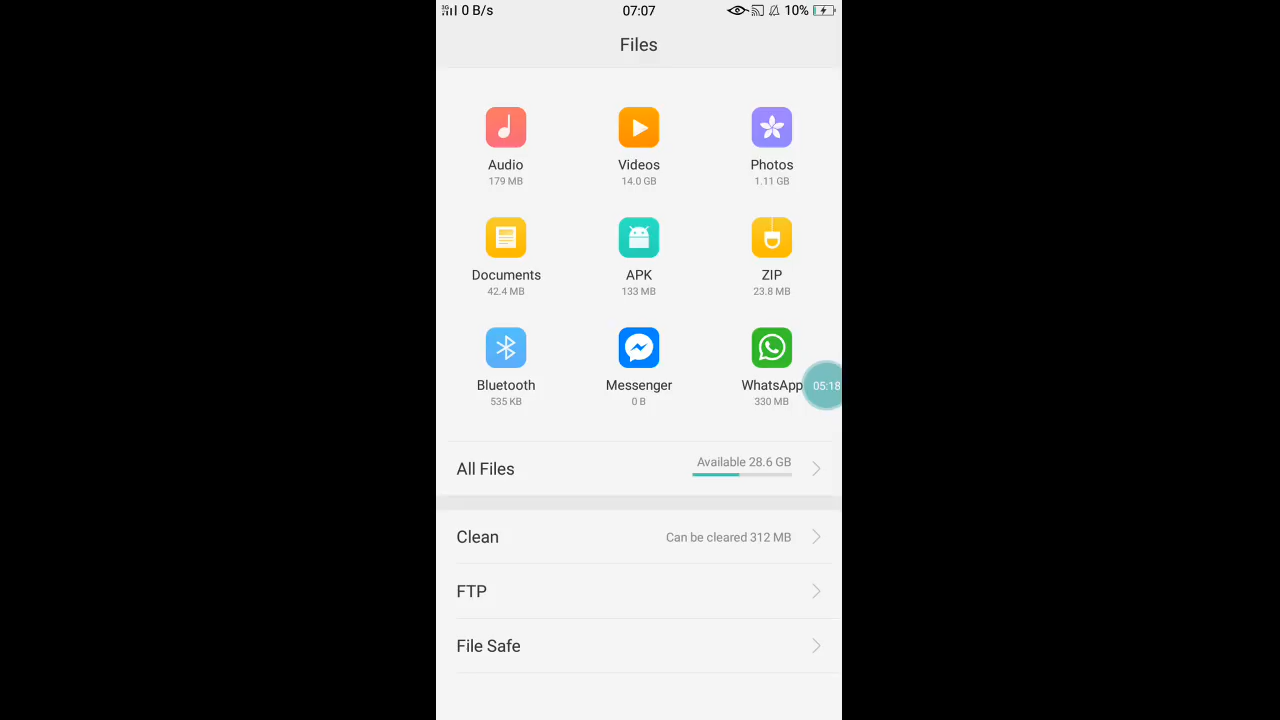 3G 0 B/s 07:07 10%
Files
Audio Videos Photos
179 MB 14.0 GB 1.11 GB
Documents APK ZIP
42.4 MB 133 MB 23.8 MB
Bluetooth Messenger WhatsApp
05:18
535 KB 0 B 330 MB
All Files Available 28.6 GB
Clean Can be cleared 312 MB
FTP
File Safe